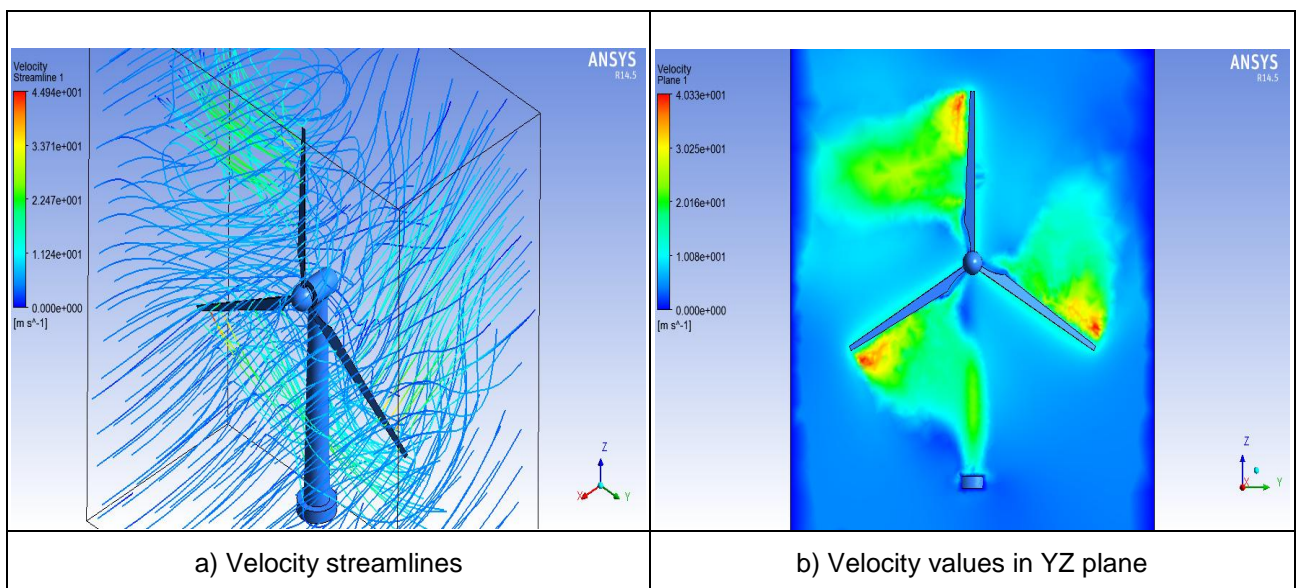 Velocity
Streamline 1
4.494e+001
3.371e+001
2.247e+001
1.124e+001
0.000e+000
[m s^-1]
ANSYS
R14.5
Z
X
Y
Velocity
Plane 1
4.033e+001
3.025e+001
2.016e+001
1.008e+001
0.000e+000
[m s^-1]
ANSYS
R14.5
Z
X
Y
a) Velocity streamlines
b) Velocity values in YZ plane